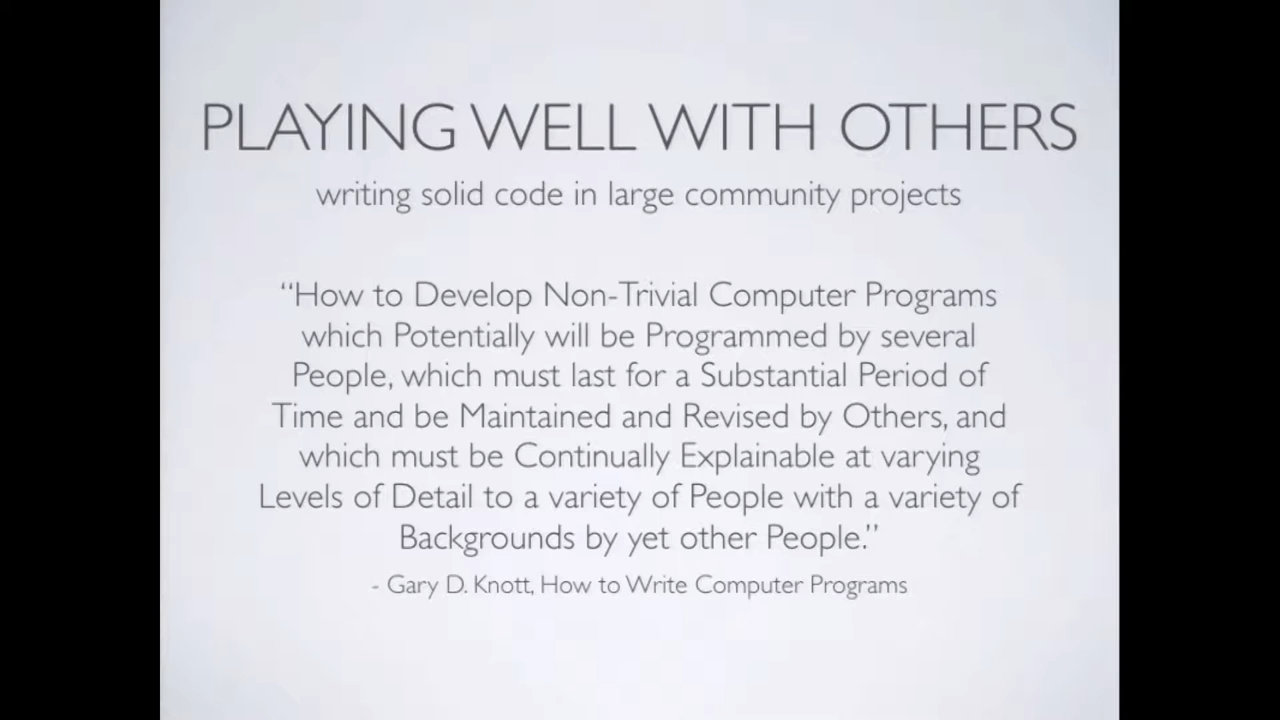 PLAYING WELL WITH OTHERS
writing solid code in large community projects
“How to Develop Non-Trivial Computer Programs
which Potentially will be Programmed by several
People, which must last for a Substantial Period of
Time and be Maintained and Revised by Others, and
which must be Continually Explainable at varying
Levels of Detail to a variety of People with a variety of
Backgrounds by yet other People.”
- Gary D. Knott, How to Write Computer Programs